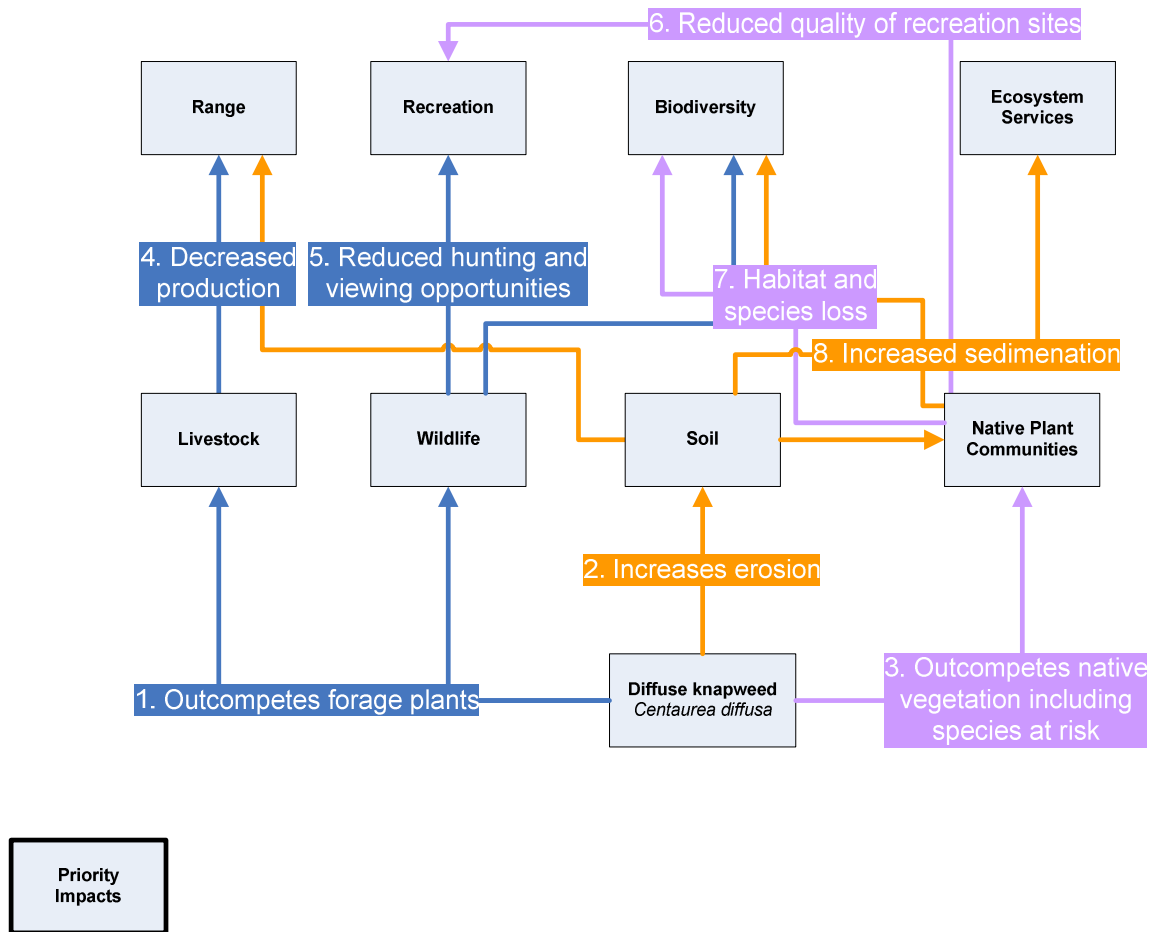 6. Reduced quality of recreation sites
Range
Recreation
Biodiversity
Ecosystem
Services
4. Decreased
production
5. Reduced hunting and
viewing opportunities
7. Habitat and
species loss
8. Increased sedimenation
Livestock
Wildlife
Soil
Native Plant
Communities
2. Increases erosion
1. Outcompetes forage plants
Diffuse knapweed
Centaurea diffusa
3. Outcompetes native
vegetation including
species at risk
Priority
Impacts